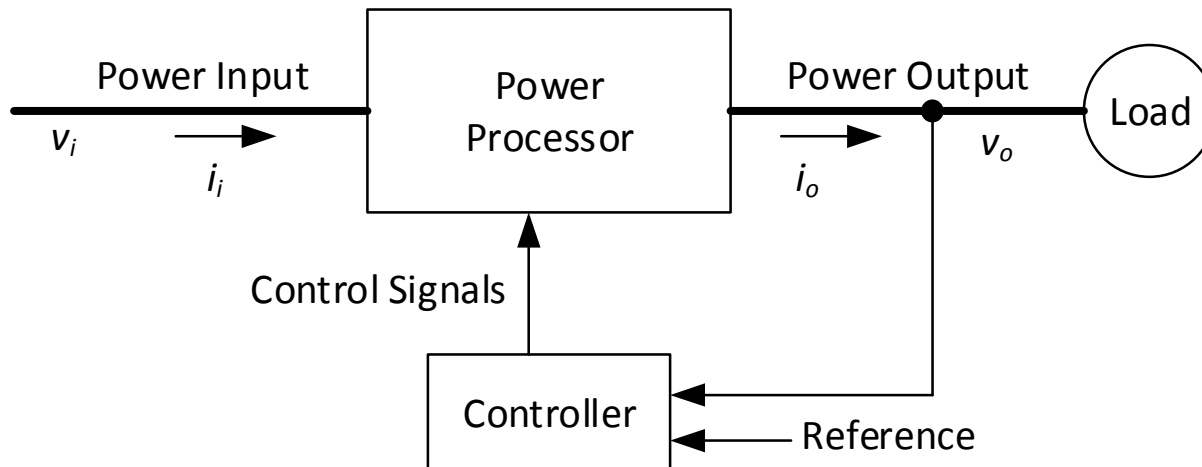 Power Input
Power
Processor
Power Output
Load
v_i
i_i
i_o
v_o
Control Signals
Controller
Reference